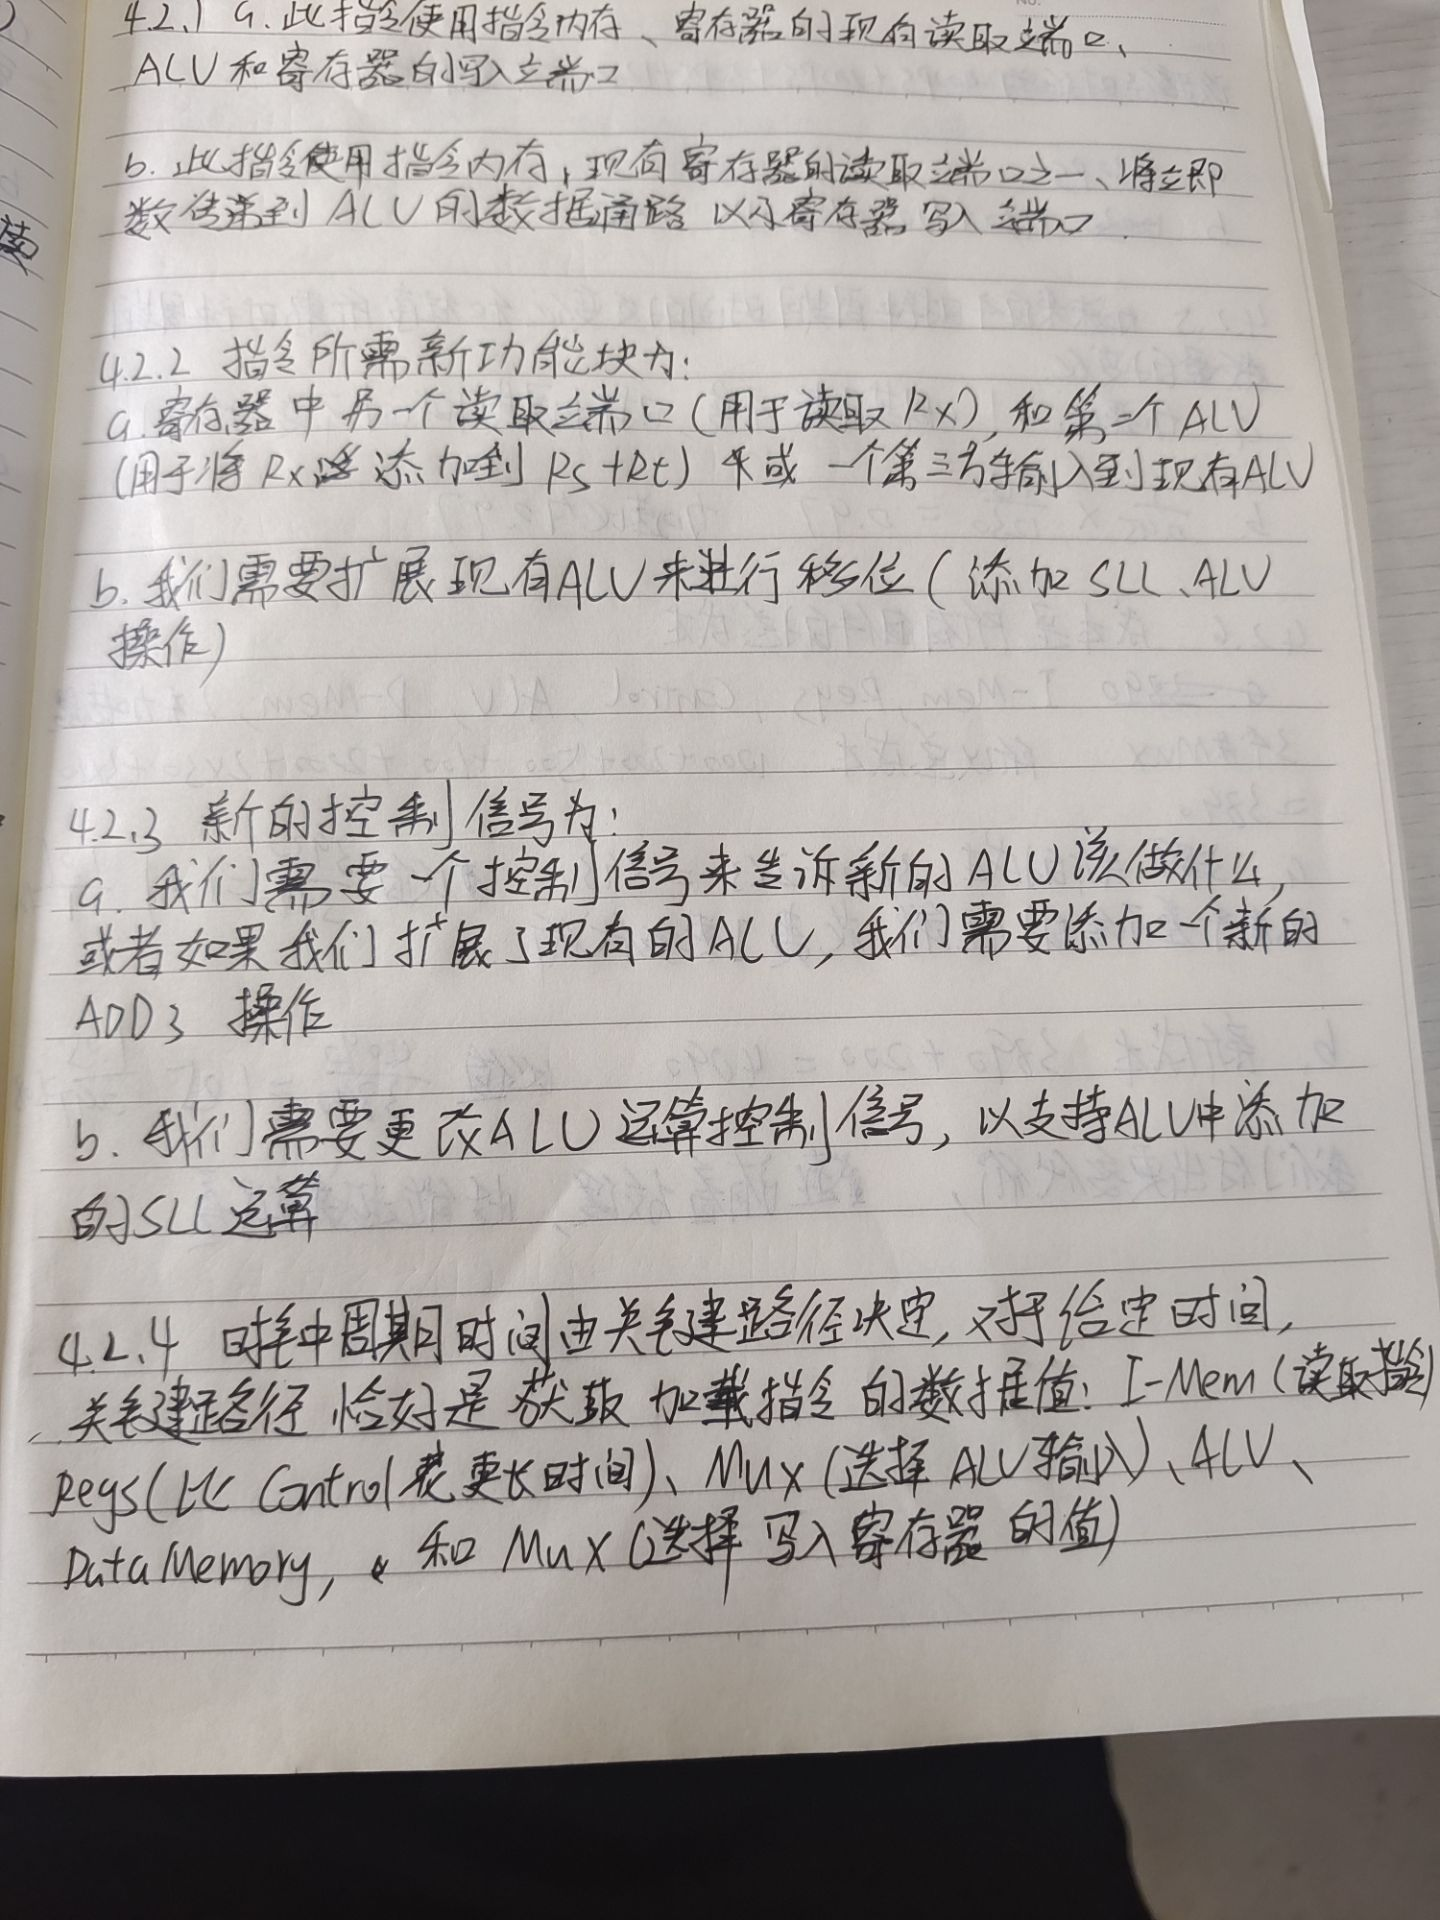 4.2.1 a. 此指令使用指令内存、寄存器的现有读取端口、
ALU和寄存器的写入端口
b. 此指令使用指令内存,现有寄存器的读取端口之一、将立即
数传递到 ALU的数据通路 以及寄存器 写入 端口
4.2.2 指令所需新功能块为:
a.寄存器中另一个读取端口(用于读取Rx),和第二个ALU
(用于将Rx 添加到 Rs+Rt) 或 一个第三方输入到现有ALU
b. 我们需要扩展现有ALU来进行移位(添加SLL、ALU
操作)
4.2.3 新的控制信号为:
a. 我们需要一个控制信号来告诉新的ALU该做什么,
或者如果我们扩展了现有的ALU,我们需要添加一个新的
ADD3 操作
b. 我们需要更改ALU运算控制信号,以支持ALU中添加
的SLL运算
4.2.4 时钟周期时间由关键路径决定,对于给定时间,
关键路径恰好是获取加载指令的数据值: I-Mem(读取指令)
Regs(比Control花更长时间)、Mux(选择ALU输入)、ALU、
DataMemory, 和Mux(选择写入寄存器的值)